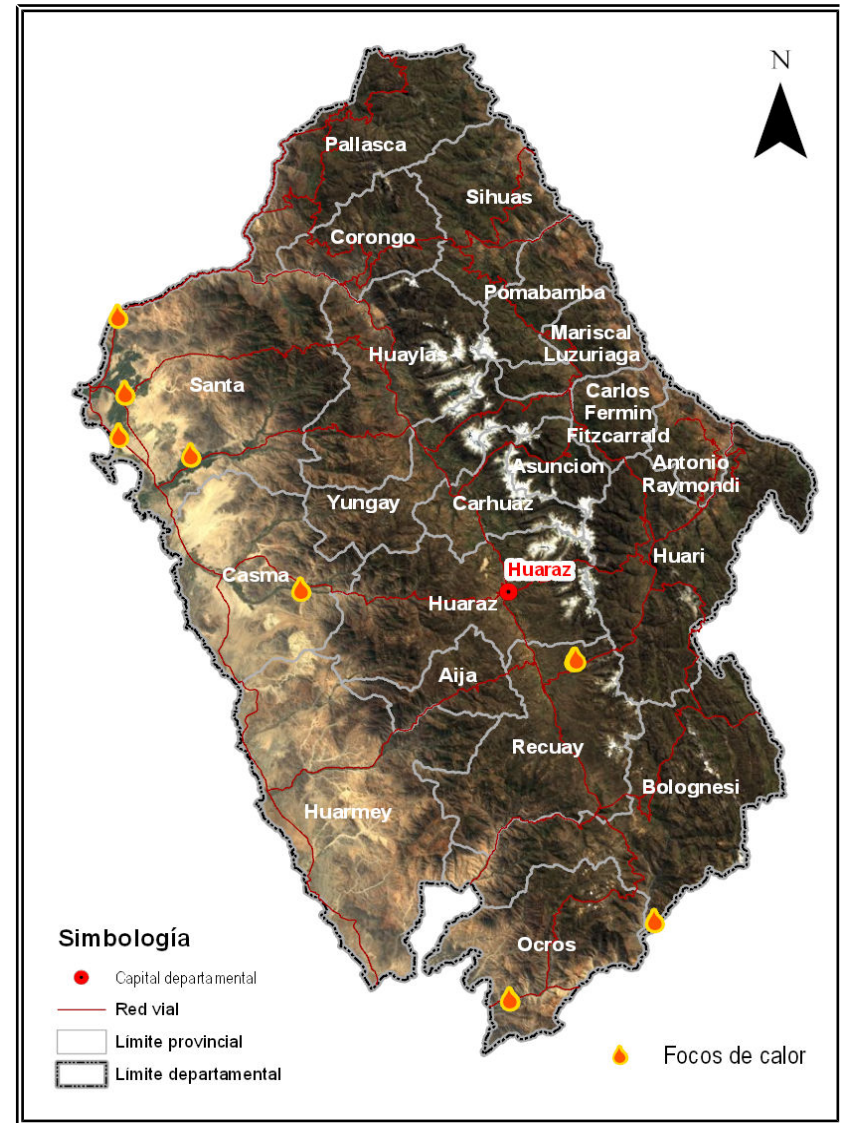 N
Pallasca
Sihuas
Corongo
Pomabamba
Mariscal
Luzuriaga
Huaylas
Santa
Carlos
Fermin
Fitzcarrald
Asuncion
Antonio
Raymondi
Yungay
Carhuaz
Huari
Casma
Huaraz
Huaraz
Aija
Recuay
Bolognesi
Huarmey
Ocros
Simbología
Capital departamental
Red vial
Límite provincial
Límite departamental
Focos de calor